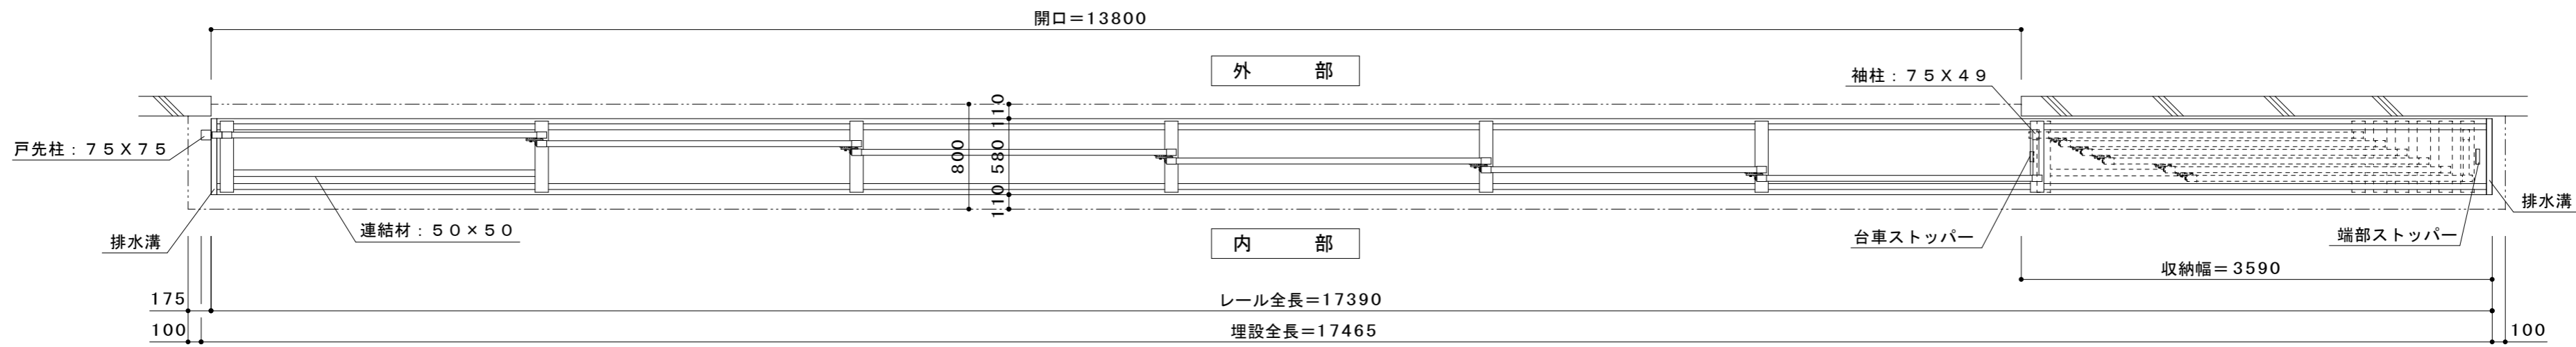 開口＝13800
外　部
袖柱：７５Ｘ４９
110
800
580
110
戸先柱：７５Ｘ７５
排水溝
連結材：５０×５０
内　部
台車ストッパー
端部ストッパー
排水溝
収納幅＝3590
175
レール全長＝17390
100
埋設全長＝17465
100